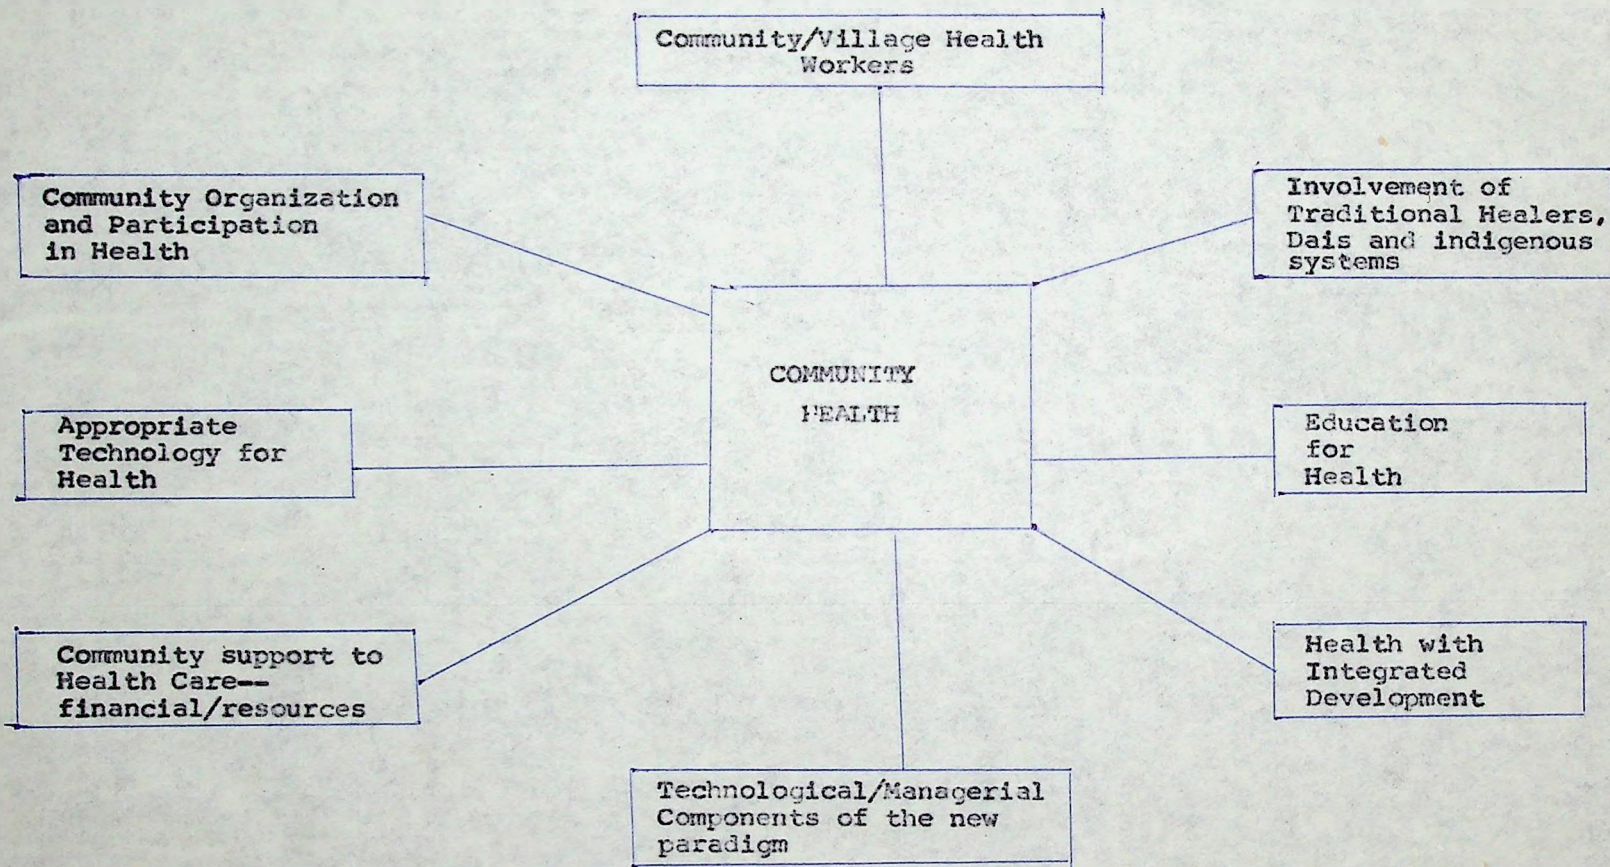 Community/Village Health
Workers
Community Organization
and Participation
in Health
Involvement of
Traditional Healers,
Dais and indigenous
systems
COMMUNITY
HEALTH
Appropriate
Technology for
Health
Education
for
Health
Community support to
Health Care--
financial/resources
Health with
Integrated
Development
Technological/Managerial
Components of the new
paradigm